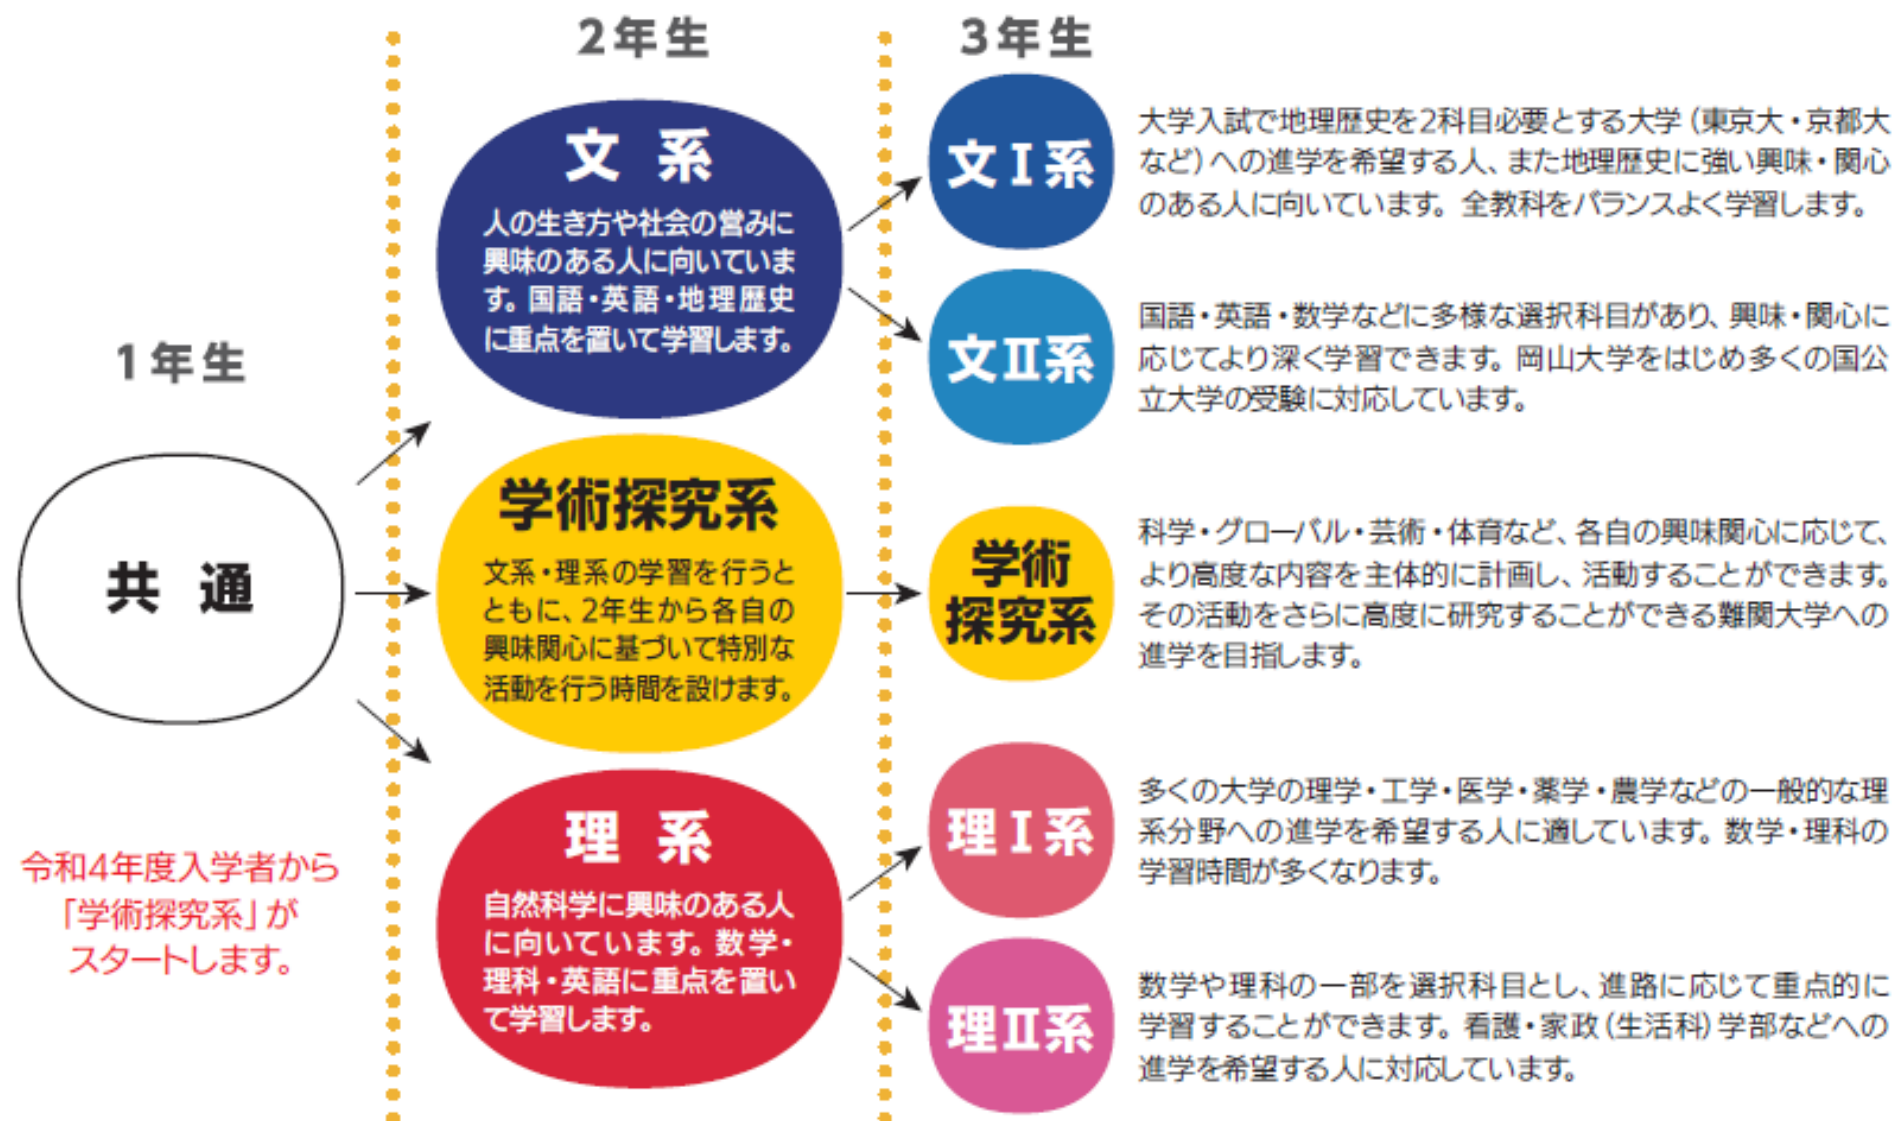 1年生
共通
令和4年度入学者から
「学術探究系」が
スタートします。
2年生
文系
人の生き方や社会の営みに
興味のある人に向いていま
す。国語・英語・地理歴史
に重点を置いて学習します。
学術探究系
文系・理系の学習を行うと
ともに、2年生から各自の
興味関心に基づいて特別な
活動を行う時間を設けます。
理系
自然科学に興味のある人
に向いています。数学・
理科・英語に重点を置い
て学習します。
3年生
文I系
大学入試で地理歴史を2科目必要とする大学（東京大・京都大
など）への進学を希望する人、また地理歴史に強い興味・関心
のある人に向いています。全教科をバランスよく学習します。
文II系
国語・英語・数学などに多様な選択科目があり、興味・関心に
応じてより深く学習できます。岡山大学をはじめ多くの国公
立大学の受験に対応しています。
学術
探究系
科学・グローバル・芸術・体育など、各自の興味関心に応じて、
より高度な内容を主体的に計画し、活動することができます。
その活動をさらに高度に研究することができる難関大学への
進学を目指します。
理I系
多くの大学の理学・工学・医学・薬学・農学などの一般的な理
系分野への進学を希望する人に適しています。数学・理科の
学習時間が多くなります。
理II系
数学や理科の一部を選択科目とし、進路に応じて重点的に
学習することができます。看護・家政（生活科）学部などへの
進学を希望する人に対応しています。